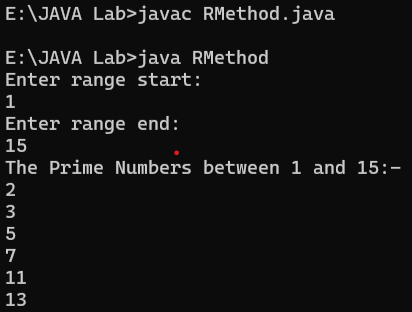 E:\JAVA Lab>javac RMethod.java
E:\JAVA Lab>java RMethod
Enter range start:
1
Enter range end:
15
The Prime Numbers between 1 and 15:-
2
3
5
7
11
13